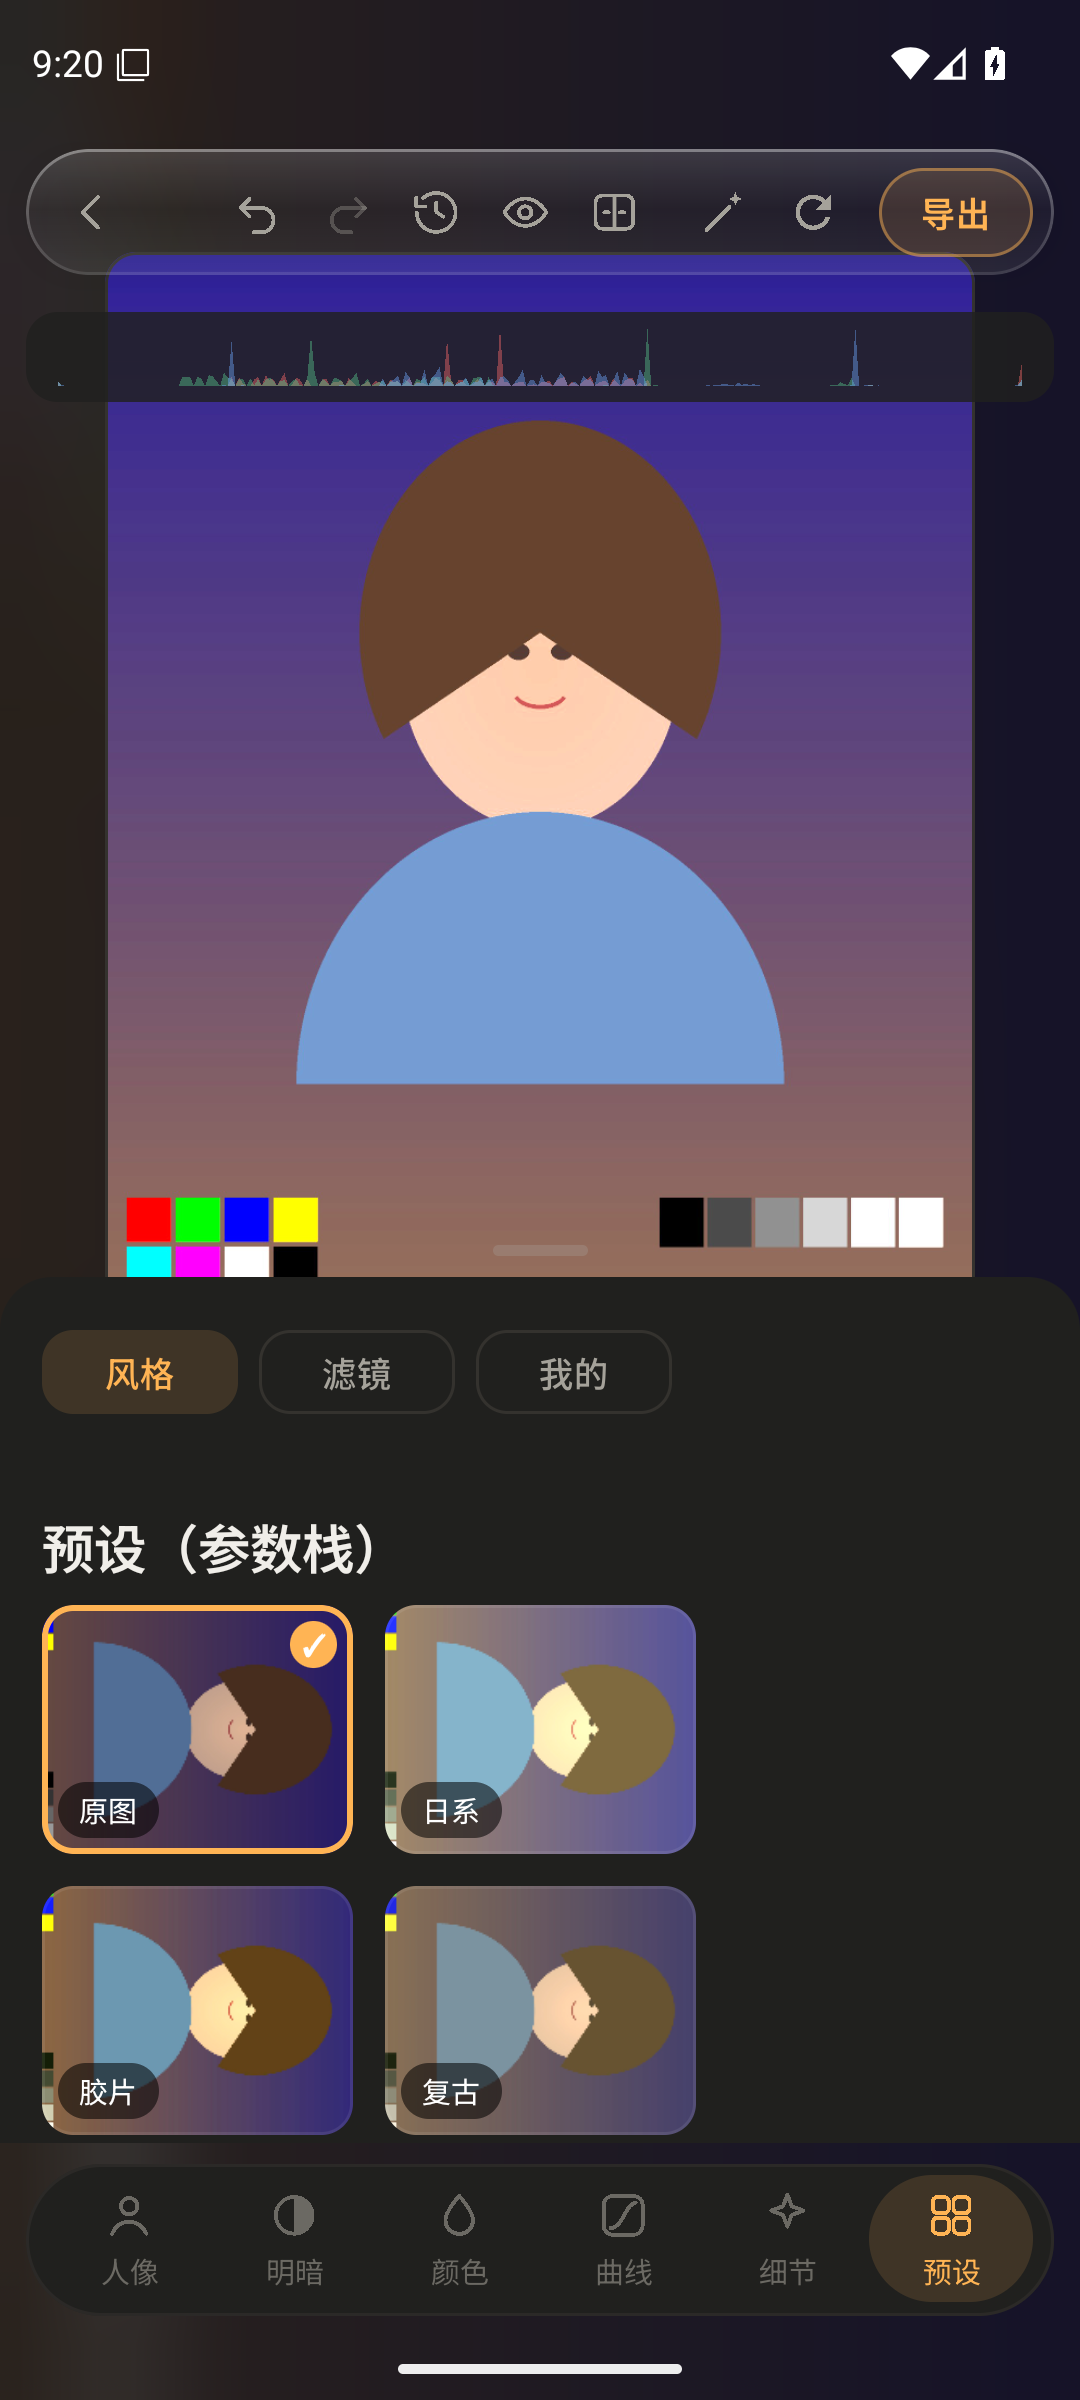 9:20
导出
风格
滤镜
我的
预设（参数栈）
原图
日系
胶片
复古
人像
明暗
颜色
曲线
细节
预设